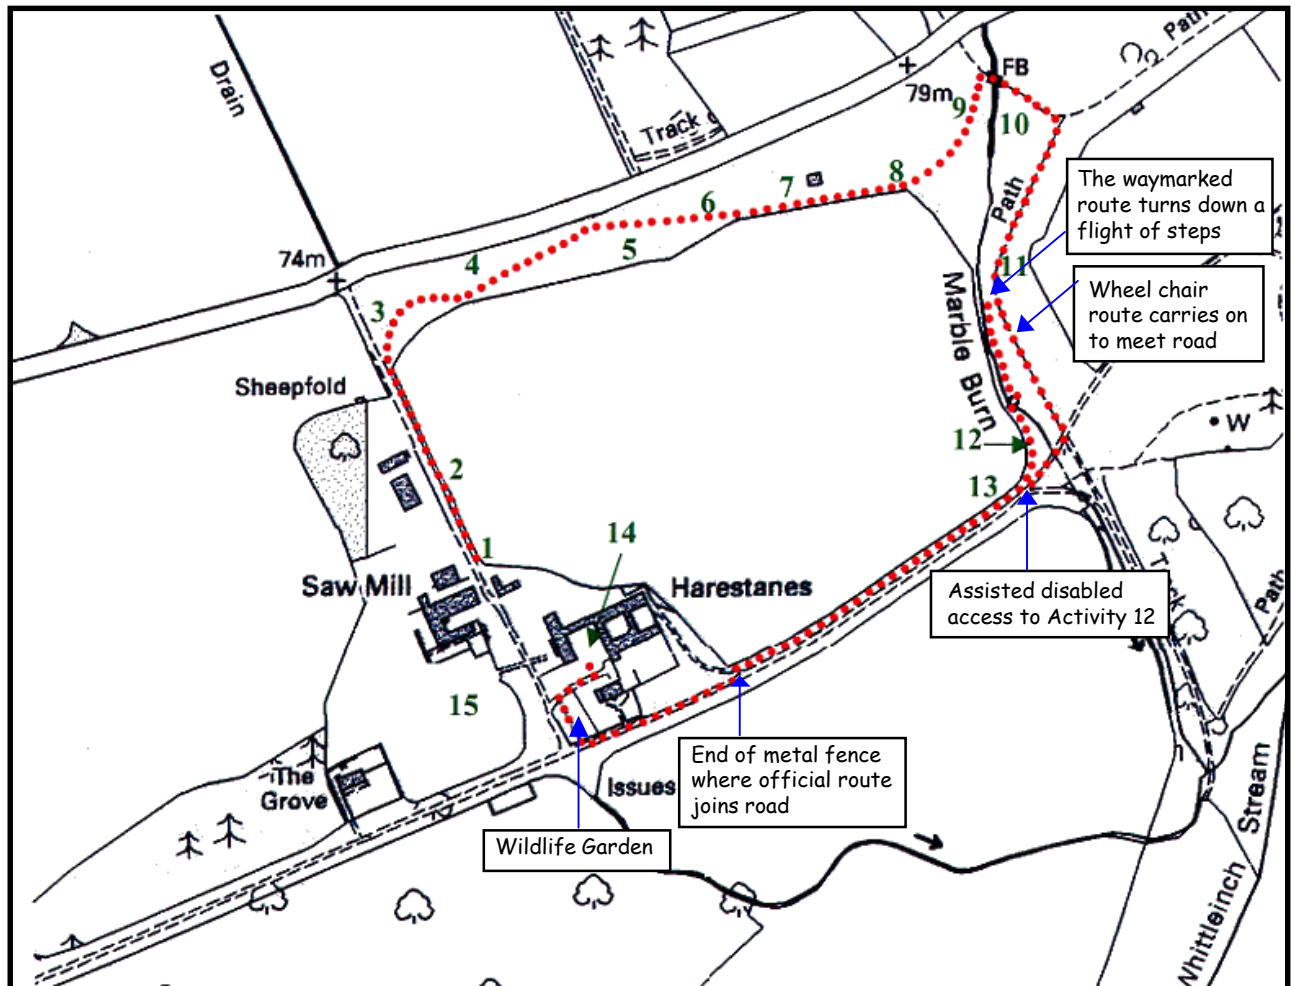 Drain
Track
Path
FB
79m
9
10
The waymarked
route turns down a
flight of steps
8
7
6
Path
5
74m
4
11
Wheel chair
route carries on
to meet road
3
Marble Burn
Sheepfold
W
12
2
13
14
1
Saw Mill
Harestanes
Assisted disabled
access to Activity 12
Track
Path
15
End of metal fence
where official route
joins road
The
Grove
Issues
Wildlife Garden
Whittleinch Stream